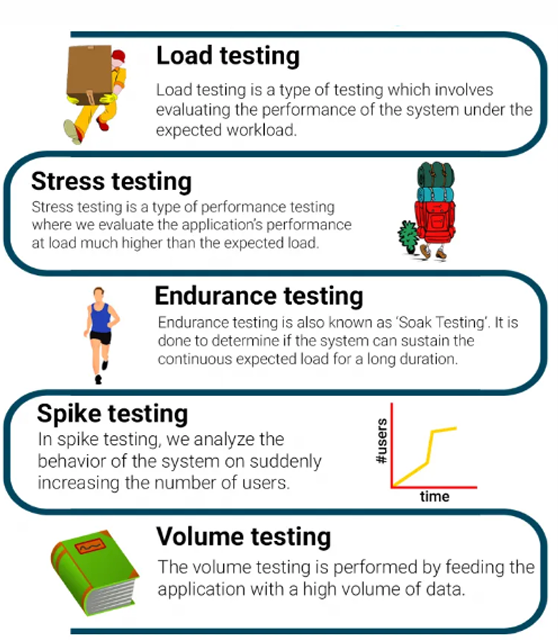 Load testing
Load testing is a type of testing which involves
evaluating the performance of the system under the
expected workload.
Stress testing
Stress testing is a type of performance testing
where we evaluate the application's performance
at load much higher than the expected load.
Endurance testing
Endurance testing is also known as 'Soak Testing'. It is
done to determine if the system can sustain the
continuous expected load for a long duration.
Spike testing
In spike testing, we analyze the
behavior of the system on suddenly
increasing the number of users.
#users
time
Volume testing
The volume testing is performed by feeding the
application with a high volume of data.